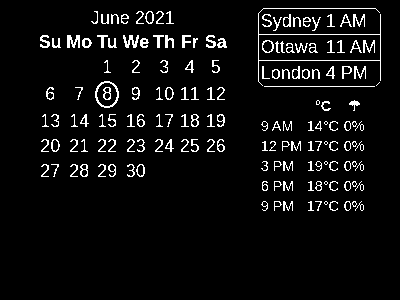 June 2021
Su Mo Tu We Th Fr Sa
1 2 3 4 5
6 7 8 9 10 11 12
13 14 15 16 17 18 19
20 21 22 23 24 25 26
27 28 29 30
Sydney 1 AM
Ottawa 11 AM
London 4 PM
°C ☂
9 AM 14°C 0%
12 PM 17°C 0%
3 PM 19°C 0%
6 PM 18°C 0%
9 PM 17°C 0%